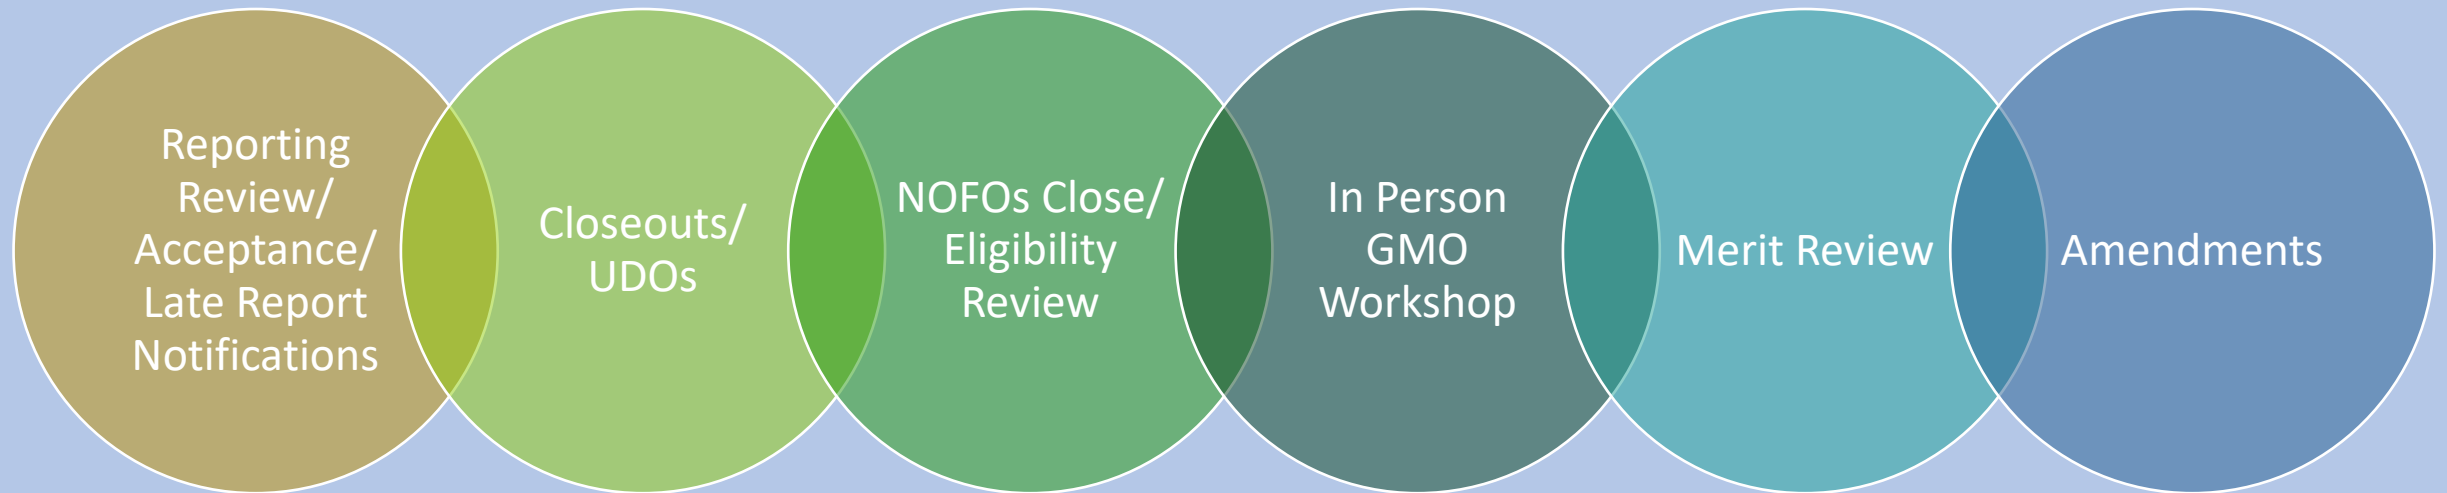 Reporting
Review/
Acceptance/
Late Report
Notifications
Closeouts/
UDOs
NOFOs Close/
Eligibility
Review
In Person
GMO
Workshop
Merit Review
Amendments